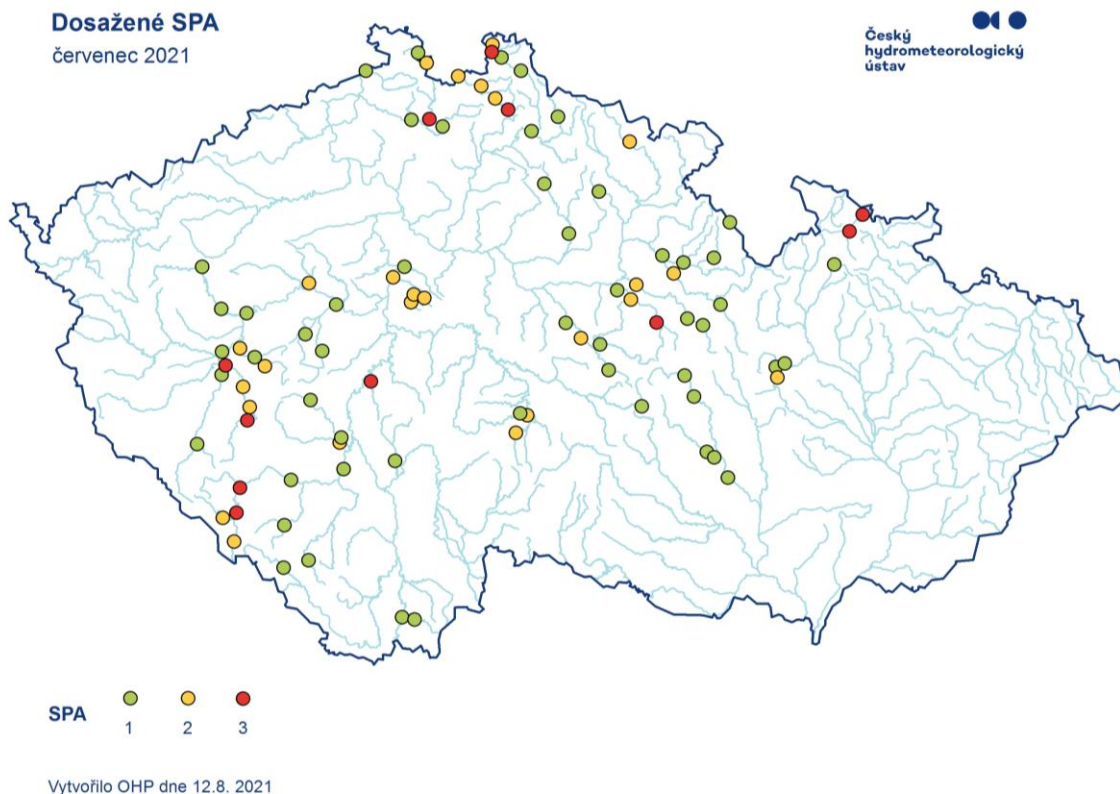 Dosažené SPA
červenec 2021
Český
hydrometeorologický
ústav
SPA
1
2
3
Vytvořilo OHP dne 12.8. 2021